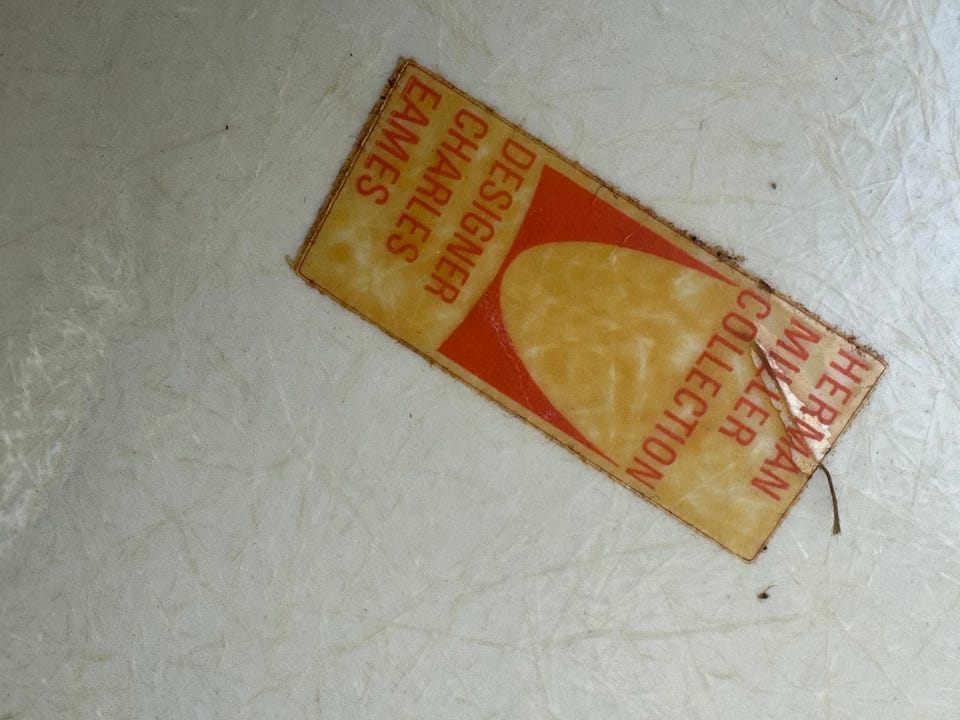 HERMAN
MILLER
COLLECTION
DESIGNER
CHARLES
EAMES